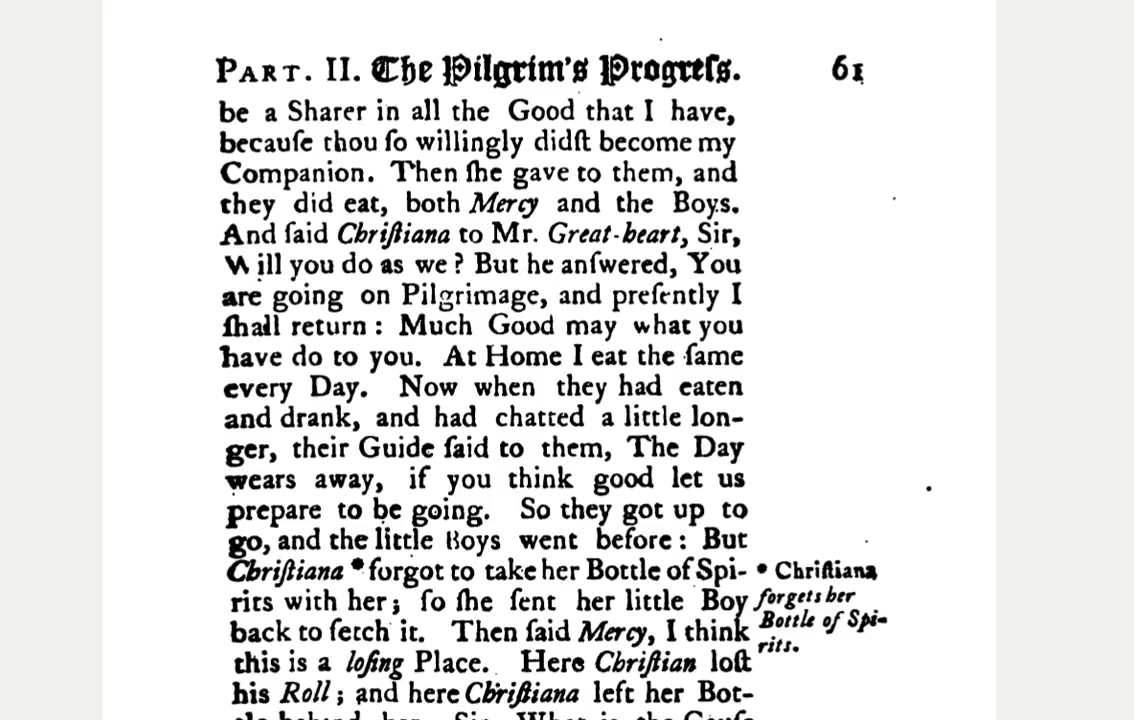 PART. II. The Pilgrim's Progreſs. 61
be a Sharer in all the Good that I have,
becauſe thou ſo willingly didſt become my
Companion. Then ſhe gave to them, and
they did eat, both Mercy and the Boys.
And ſaid Chriſtiana to Mr. Great-heart, Sir,
Will you do as we? But he anſwered, You
are going on Pilgrimage, and preſently I
ſhall return: Much Good may what you
have do to you. At Home I eat the ſame
every Day. Now when they had eaten
and drank, and had chatted a little lon-
ger, their Guide ſaid to them, The Day
wears away, if you think good let us
prepare to be going. So they got up to
go, and the little Boys went before: But
Chriſtiana * forgot to take her Bottle of Spi-
rits with her; ſo ſhe ſent her little Boy
back to fetch it. Then ſaid Mercy, I think
this is a loſing Place. Here Chriſtian loſt
his Roll; and here Chriſtiana left her Bot-
tle behind her. Sir, What is the Cauſe
* Chriſtiana
forgets her
Bottle of Spi-
rits.